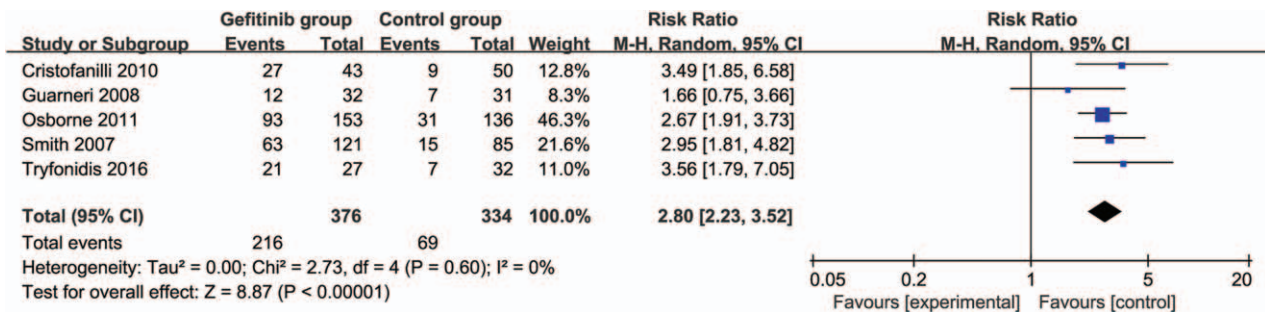 Gefitinib group Control group Risk Ratio Risk Ratio
Study or Subgroup Events Total Events Total Weight M-H, Random, 95% CI M-H, Random, 95% CI
Cristofanilli 2010 27 43 9 50 12.8% 3.49 [1.85, 6.58]
Guarneri 2008 12 32 7 31 8.3% 1.66 [0.75, 3.66]
Osborne 2011 93 153 31 136 46.3% 2.67 [1.91, 3.73]
Smith 2007 63 121 15 85 21.6% 2.95 [1.81, 4.82]
Tryfonidis 2016 21 27 7 32 11.0% 3.56 [1.79, 7.05]
Total (95% CI) 376 334 100.0% 2.80 [2.23, 3.52]
Total events 216 69
Heterogeneity: Tau² = 0.00; Chi² = 2.73, df = 4 (P = 0.60); I² = 0%
Test for overall effect: Z = 8.87 (P < 0.00001)
0.05 0.2 1 5 20
Favours [experimental] Favours [control]